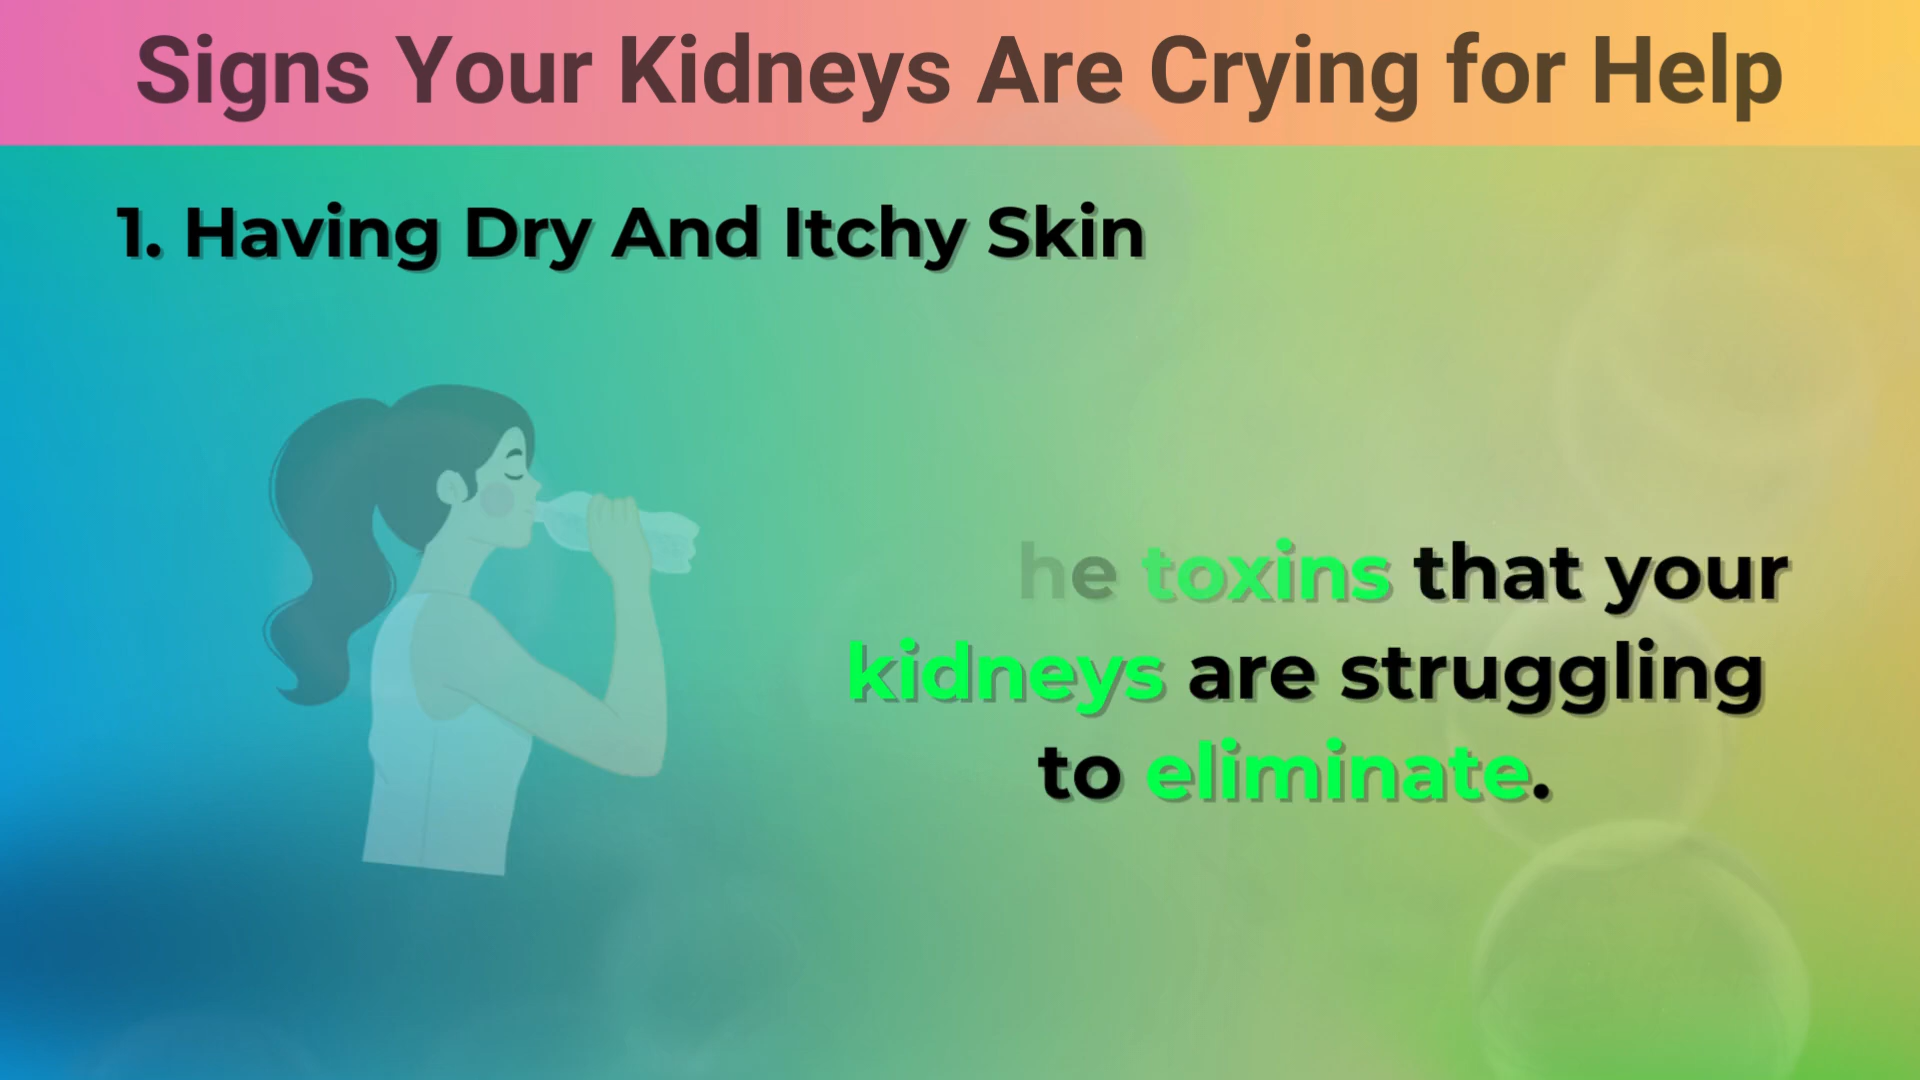 Signs Your Kidneys Are Crying for Help
1. Having Dry And Itchy Skin
he toxins that your
kidneys are struggling
to eliminate.